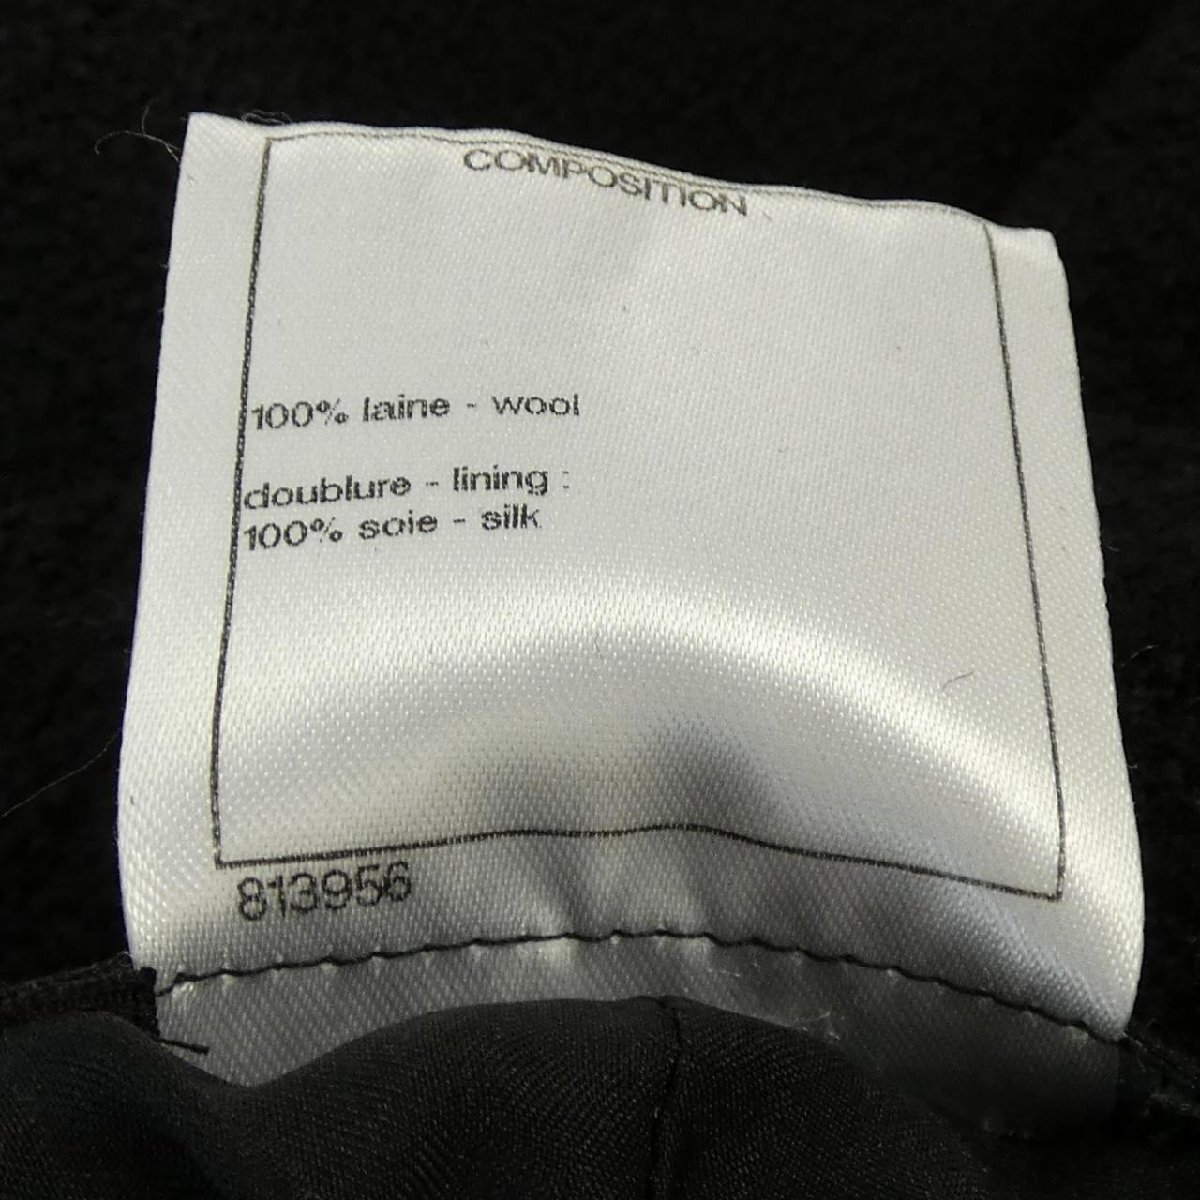 COMPOSITION
100% laine - wool
doublure - lining :
100% soie - silk
813956